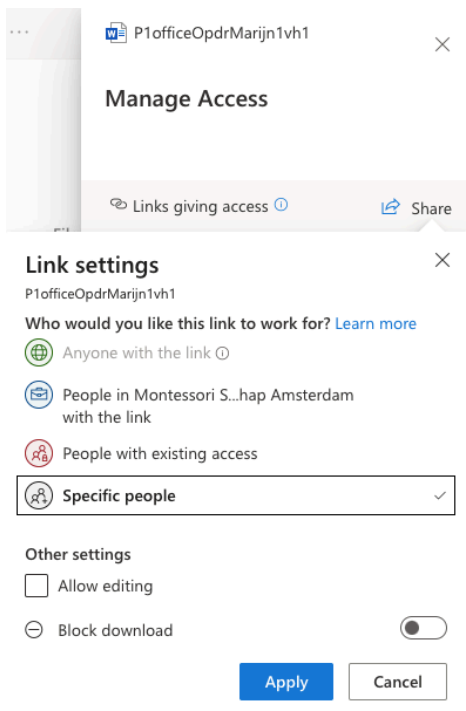 P1officeOpdrMarijn1vh1
Manage Access
Links giving access
Share
Link settings
P1officeOpdrMarijn1vh1
Who would you like this link to work for? Learn more
Anyone with the link
People in Montessori S...hap Amsterdam
with the link
People with existing access
Specific people
Other settings
Allow editing
Block download
Apply
Cancel